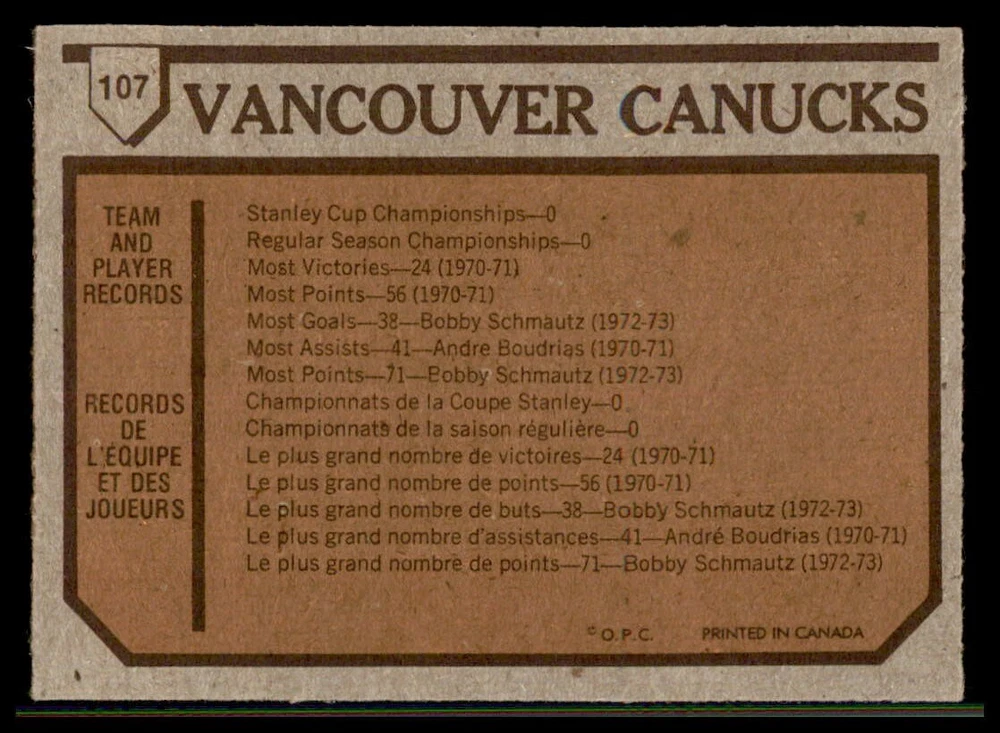 107
VANCOUVER CANUCKS
TEAM
AND
PLAYER
RECORDS
Stanley Cup Championships—0
Regular Season Championships—0
Most Victories—24 (1970-71)
Most Points—56 (1970-71)
Most Goals—38—Bobby Schmautz (1972-73)
Most Assists—41—Andre Boudrias (1970-71)
Most Points—71—Bobby Schmautz (1972-73)
RECORDS
DE
L'ÉQUIPE
ET DES
JOUEURS
Championnats de la Coupe Stanley—0
Championnats de la saison régulière—0
Le plus grand nombre de victoires—24 (1970-71)
Le plus grand nombre de points—56 (1970-71)
Le plus grand nombre de buts—38—Bobby Schmautz (1972-73)
Le plus grand nombre d'assistances—41—André Boudrias (1970-71)
Le plus grand nombre de points—71—Bobby Schmautz (1972-73)
© O.P.C. PRINTED IN CANADA